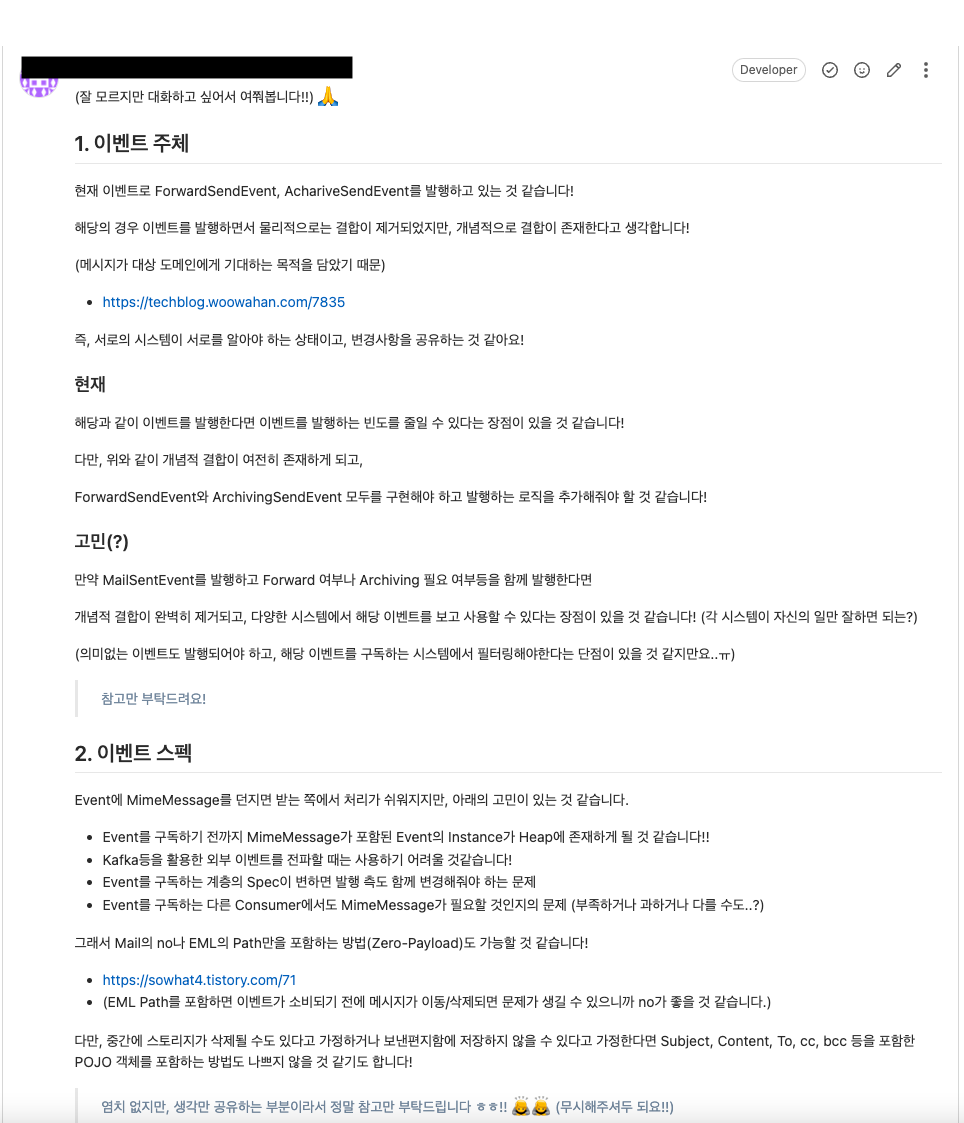 Developer
(잘 모르지만 대화하고 싶어서 여쭤봅니다!!) 🙏
1. 이벤트 주체
현재 이벤트로 ForwardSendEvent, AchariveSendEvent를 발행하고 있는 것 같습니다!
해당의 경우 이벤트를 발행하면서 물리적으로는 결합이 제거되었지만, 개념적으로 결합이 존재한다고 생각합니다!
(메시지가 대상 도메인에게 기대하는 목적을 담았기 때문)
• https://techblog.woowahan.com/7835
즉, 서로의 시스템이 서로를 알아야 하는 상태이고, 변경사항을 공유하는 것 같아요!
현재
해당과 같이 이벤트를 발행한다면 이벤트를 발행하는 빈도를 줄일 수 있다는 장점이 있을 것 같습니다!
다만, 위와 같이 개념적 결합이 여전히 존재하게 되고,
ForwardSendEvent와 ArchivingSendEvent 모두를 구현해야 하고 발행하는 로직을 추가해줘야 할 것 같습니다!
고민(?)
만약 MailSentEvent를 발행하고 Forward 여부나 Archiving 필요 여부등을 함께 발행한다면
개념적 결합이 완벽히 제거되고, 다양한 시스템에서 해당 이벤트를 보고 사용할 수 있다는 장점이 있을 것 같습니다! (각 시스템이 자신의 일만 잘하면 되는?)
(의미없는 이벤트도 발행되어야 하고, 해당 이벤트를 구독하는 시스템에서 필터링해야한다는 단점이 있을 것 같지만요..ㅠ)
참고만 부탁드려요!
2. 이벤트 스펙
Event에 MimeMessage를 던지면 받는 쪽에서 처리가 쉬워지지만, 아래의 고민이 있는 것 같습니다.
• Event를 구독하기 전까지 MimeMessage가 포함된 Event의 Instance가 Heap에 존재하게 될 것 같습니다!!
• Kafka등을 활용한 외부 이벤트를 전파할 때는 사용하기 어려울 것같습니다!
• Event를 구독하는 계층의 Spec이 변하면 발행 측도 함께 변경해줘야 하는 문제
• Event를 구독하는 다른 Consumer에서도 MimeMessage가 필요할 것인지의 문제 (부족하거나 과하거나 다를 수도..?)
그래서 Mail의 no나 EML의 Path만을 포함하는 방법(Zero-Payload)도 가능할 것 같습니다!
• https://sowhat4.tistory.com/71
• (EML Path를 포함하면 이벤트가 소비되기 전에 메시지가 이동/삭제되면 문제가 생길 수 있으니까 no가 좋을 것 같습니다.)
다만, 중간에 스토리지가 삭제될 수도 있다고 가정하거나 보낸편지함에 저장하지 않을 수 있다고 가정한다면 Subject, Content, To, cc, bcc 등을 포함한
POJO 객체를 포함하는 방법도 나쁘지 않을 것 같기도 합니다!
염치 없지만, 생각만 공유하는 부분이라서 정말 참고만 부탁드립니다 ㅎㅎ!! 🙇🙇 (무시해주셔두 되요!!)